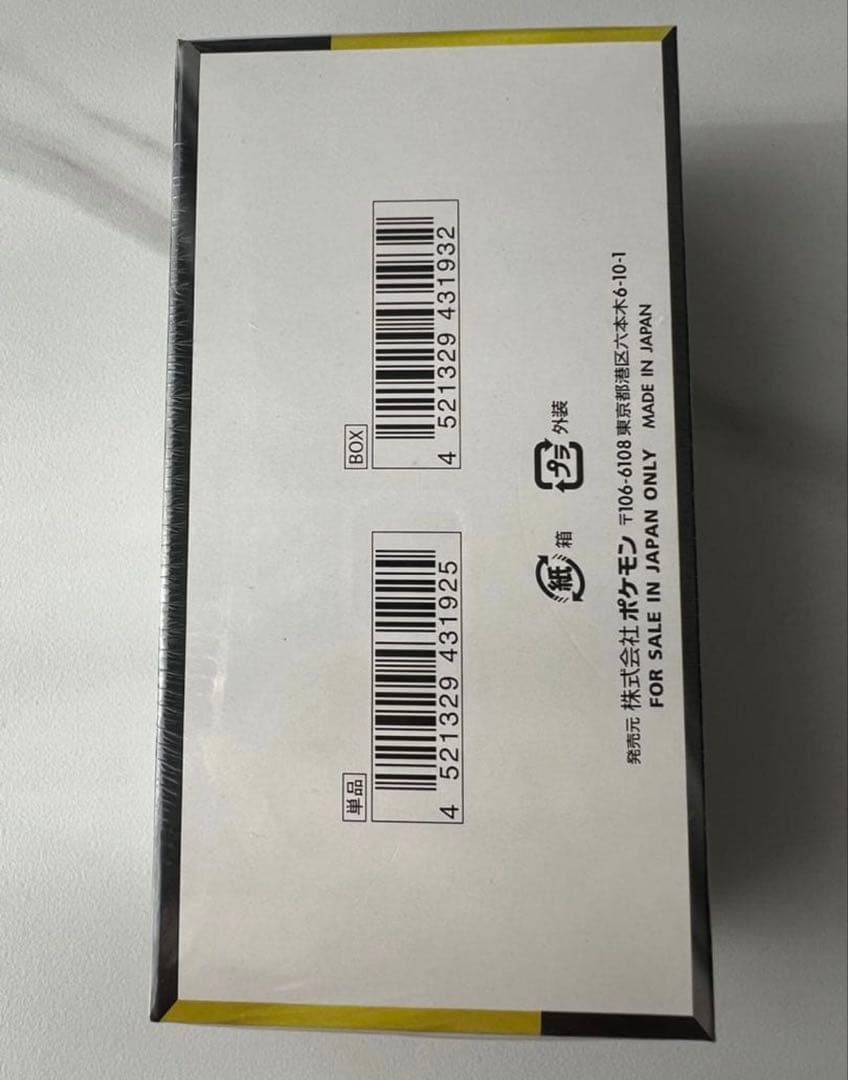 単品
4 521329 431925
BOX
4 521329 431932
紙 箱
プラ 外装
発売元 株式会社ポケモン 〒106-6108 東京都港区六本木6-10-1
FOR SALE IN JAPAN ONLY MADE IN JAPAN